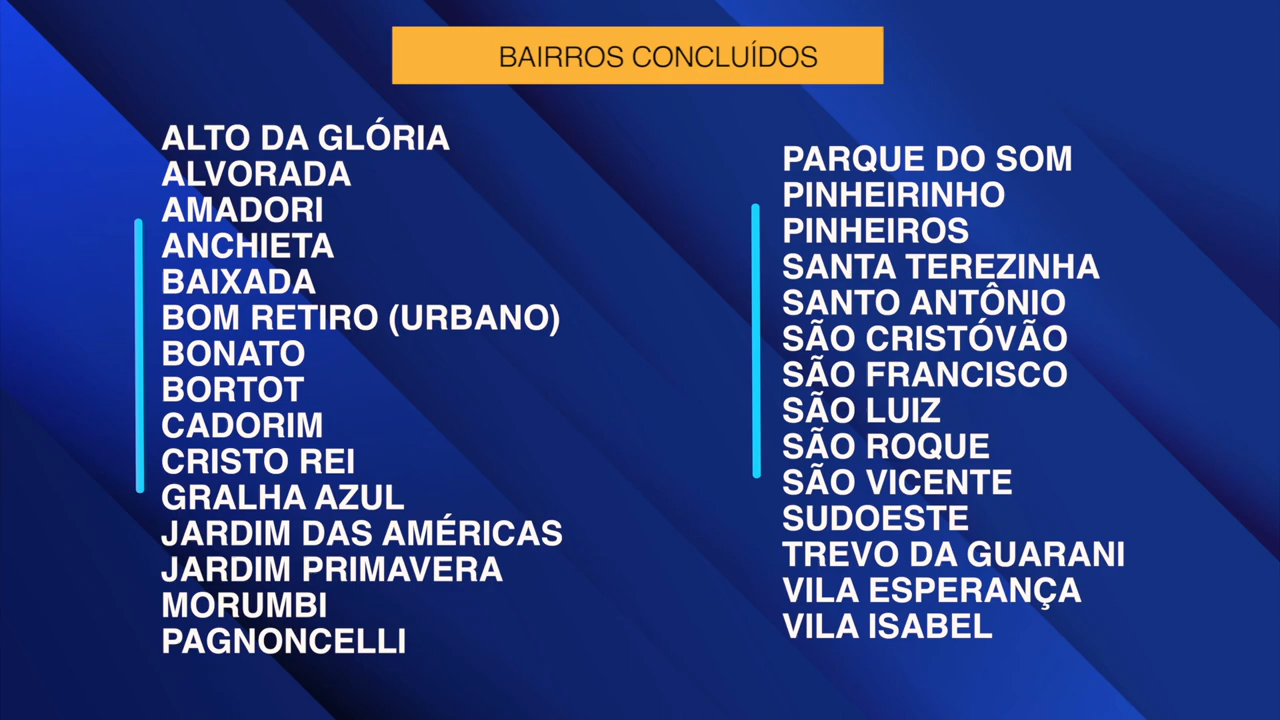 BAIRROS CONCLUÍDOS
ALTO DA GLÓRIA
ALVORADA
AMADORI
ANCHIETA
BAIXADA
BOM RETIRO (URBANO)
BONATO
BORTOT
CADORIM
CRISTO REI
GRALHA AZUL
JARDIM DAS AMÉRICAS
JARDIM PRIMAVERA
MORUMBI
PAGNONCELLI
PARQUE DO SOM
PINHEIRINHO
PINHEIROS
SANTA TEREZINHA
SANTO ANTÔNIO
SÃO CRISTÓVÃO
SÃO FRANCISCO
SÃO LUIZ
SÃO ROQUE
SÃO VICENTE
SUDOESTE
TREVO DA GUARANI
VILA ESPERANÇA
VILA ISABEL